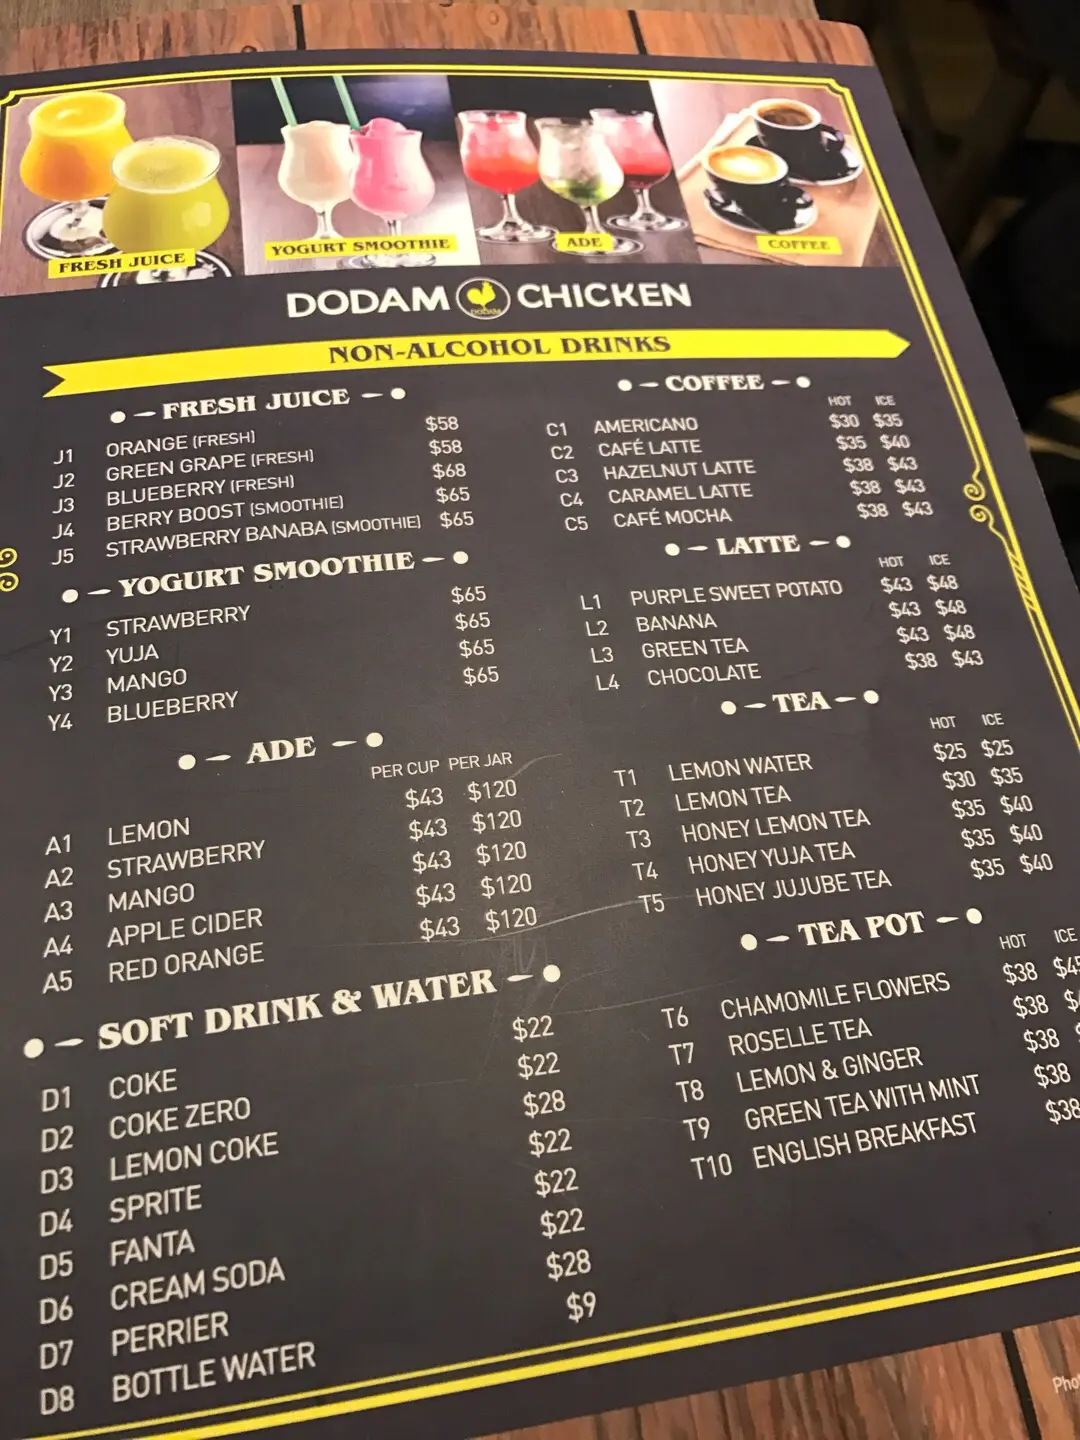 FRESH JUICE
YOGURT SMOOTHIE
ADE
COFFEE
DODAM DODAM CHICKEN
NON-ALCOHOL DRINKS
FRESH JUICE
J1 ORANGE (FRESH) $58
J2 GREEN GRAPE (FRESH) $58
J3 BLUEBERRY (FRESH) $68
J4 BERRY BOOST (SMOOTHIE) $65
J5 STRAWBERRY BANABA (SMOOTHIE) $65
YOGURT SMOOTHIE
Y1 STRAWBERRY $65
Y2 YUJA $65
Y3 MANGO $65
Y4 BLUEBERRY $65
ADE
PER CUP PER JAR
A1 LEMON $43 $120
A2 STRAWBERRY $43 $120
A3 MANGO $43 $120
A4 APPLE CIDER $43 $120
A5 RED ORANGE $43 $120
SOFT DRINK & WATER
D1 COKE $22
D2 COKE ZERO $22
D3 LEMON COKE $28
D4 SPRITE $22
D5 FANTA $22
D6 CREAM SODA $22
D7 PERRIER $28
D8 BOTTLE WATER $9
COFFEE
HOT ICE
C1 AMERICANO $30 $35
C2 CAFÉ LATTE $35 $40
C3 HAZELNUT LATTE $38 $43
C4 CARAMEL LATTE $38 $43
C5 CAFÉ MOCHA $38 $43
LATTE
HOT ICE
L1 PURPLE SWEET POTATO $43 $48
L2 BANANA $43 $48
L3 GREEN TEA $43 $48
L4 CHOCOLATE $38 $43
TEA
HOT ICE
T1 LEMON WATER $25 $25
T2 LEMON TEA $30 $35
T3 HONEY LEMON TEA $35 $40
T4 HONEY YUJA TEA $35 $40
T5 HONEY JUJUBE TEA $35 $40
TEA POT
HOT ICE
T6 CHAMOMILE FLOWERS $38 $45
T7 ROSELLE TEA $38
T8 LEMON & GINGER $38
T9 GREEN TEA WITH MINT $38
T10 ENGLISH BREAKFAST $38